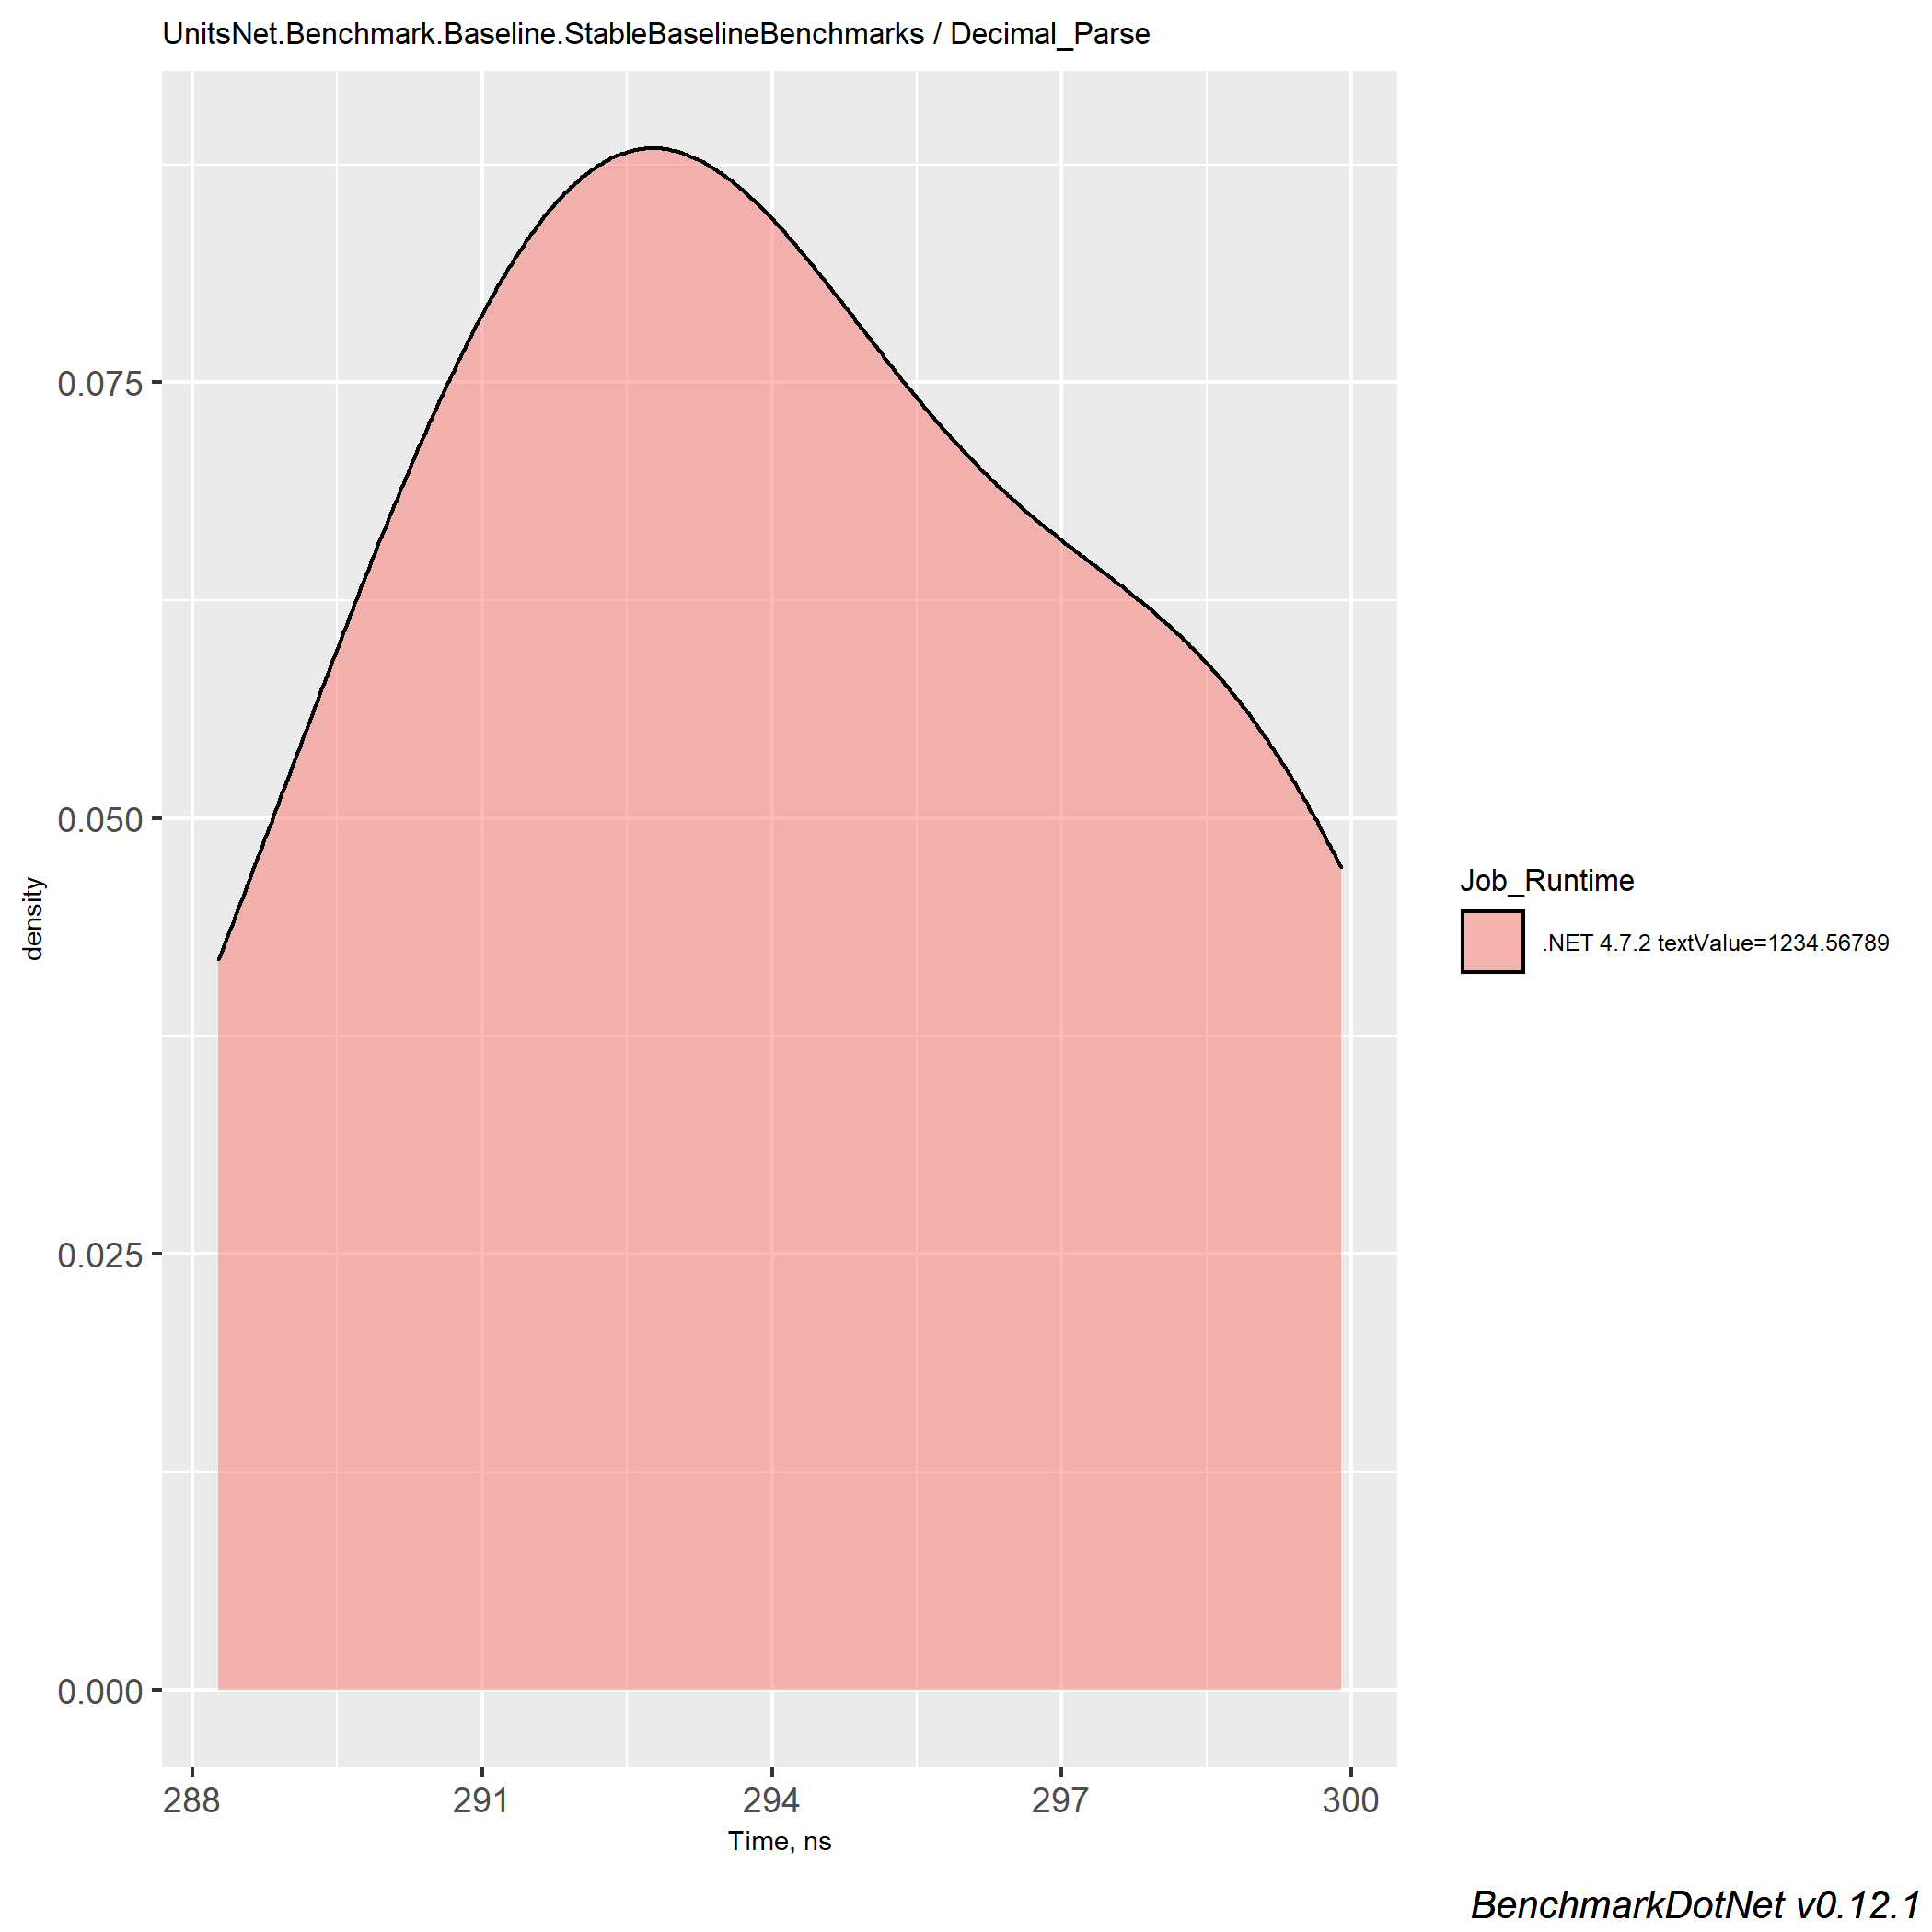 UnitsNet.Benchmark.Baseline.StableBaselineBenchmarks / Decimal_Parse
0.075
0.050
0.025
0.000
density
288
291
294
297
300
Time, ns
Job_Runtime
.NET 4.7.2 textValue=1234.56789
BenchmarkDotNet v0.12.1